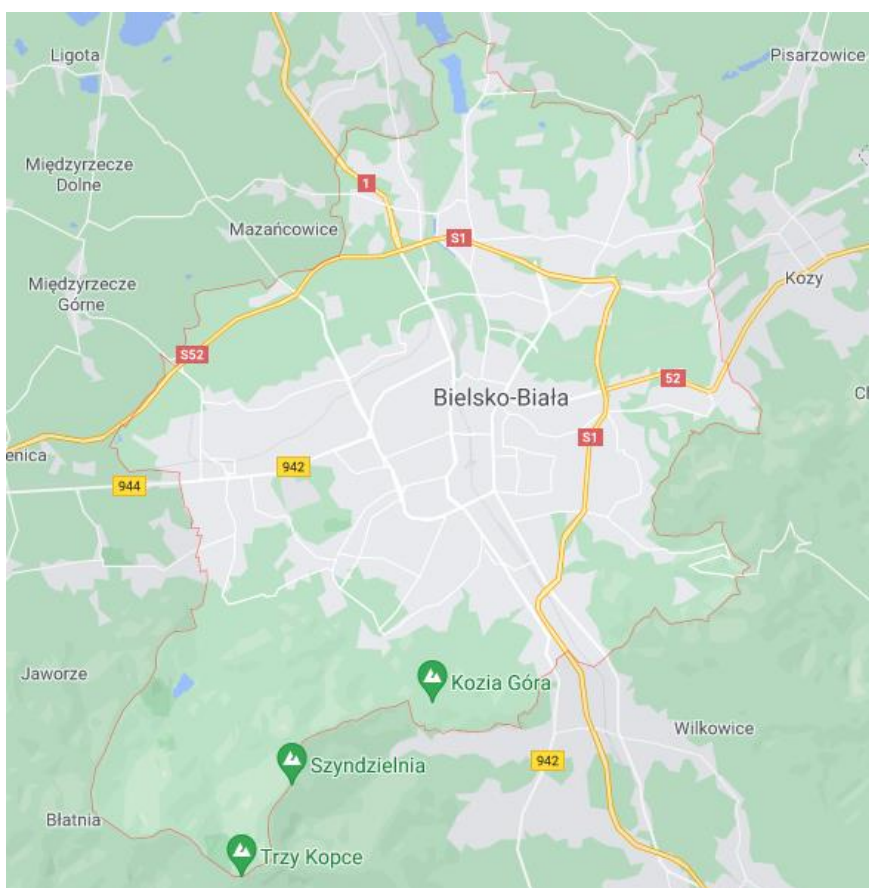 Ligota
Pisarzowice
Międzyrzecze
Dolne
1
Mazańcowice
S1
Międzyrzecze
Górne
Kozy
S52
52
Bielsko-Biała
S1
enica
942
944
Jaworze
Kozia Góra
Wilkowice
942
Szyndzielnia
Błatnia
Trzy Kopce